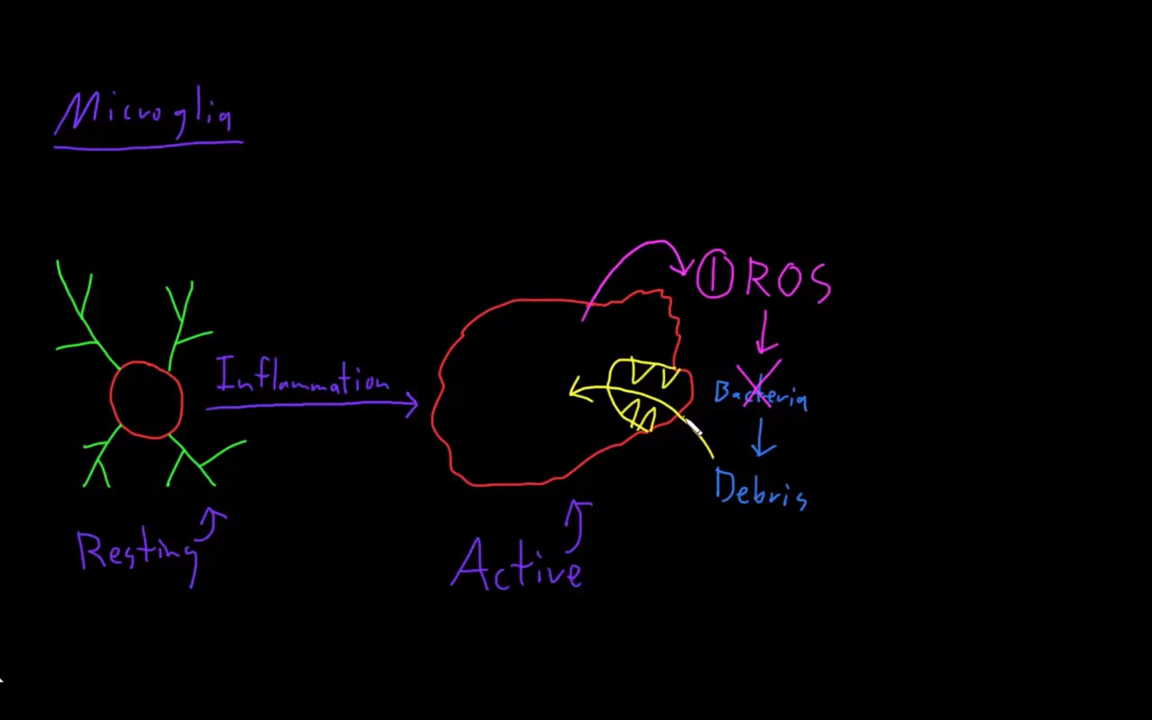 Microglia
① ROS
Inflammation
Bacteria
Debris
Resting
Active